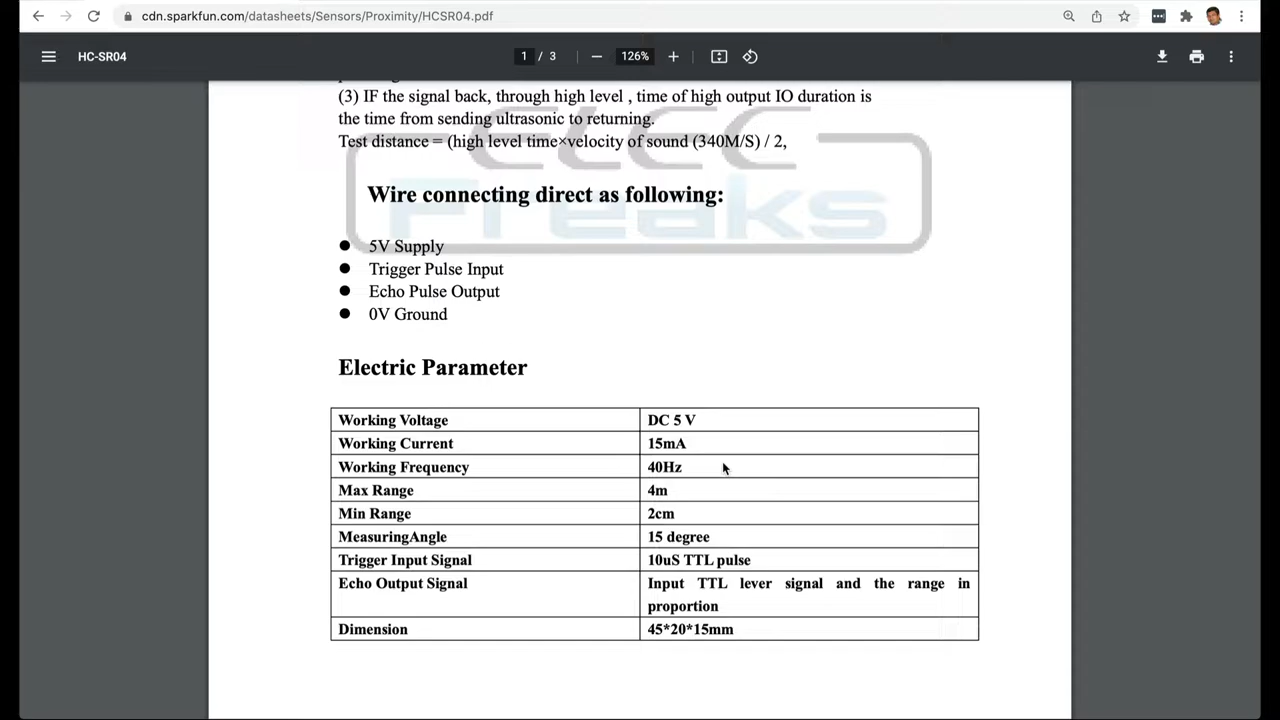 cdn.sparkfun.com/datasheets/Sensors/Proximity/HCSR04.pdf
HC-SR04
1 / 3
126%
(3) IF the signal back, through high level , time of high output IO duration is
the time from sending ultrasonic to returning.
Test distance = (high level time×velocity of sound (340M/S) / 2,
ELEC
Freaks
Wire connecting direct as following:
5V Supply
Trigger Pulse Input
Echo Pulse Output
0V Ground
Electric Parameter
Working Voltage DC 5 V
Working Current 15mA
Working Frequency 40Hz
Max Range 4m
Min Range 2cm
MeasuringAngle 15 degree
Trigger Input Signal 10uS TTL pulse
Echo Output Signal Input TTL lever signal and the range in
proportion
Dimension 45*20*15mm